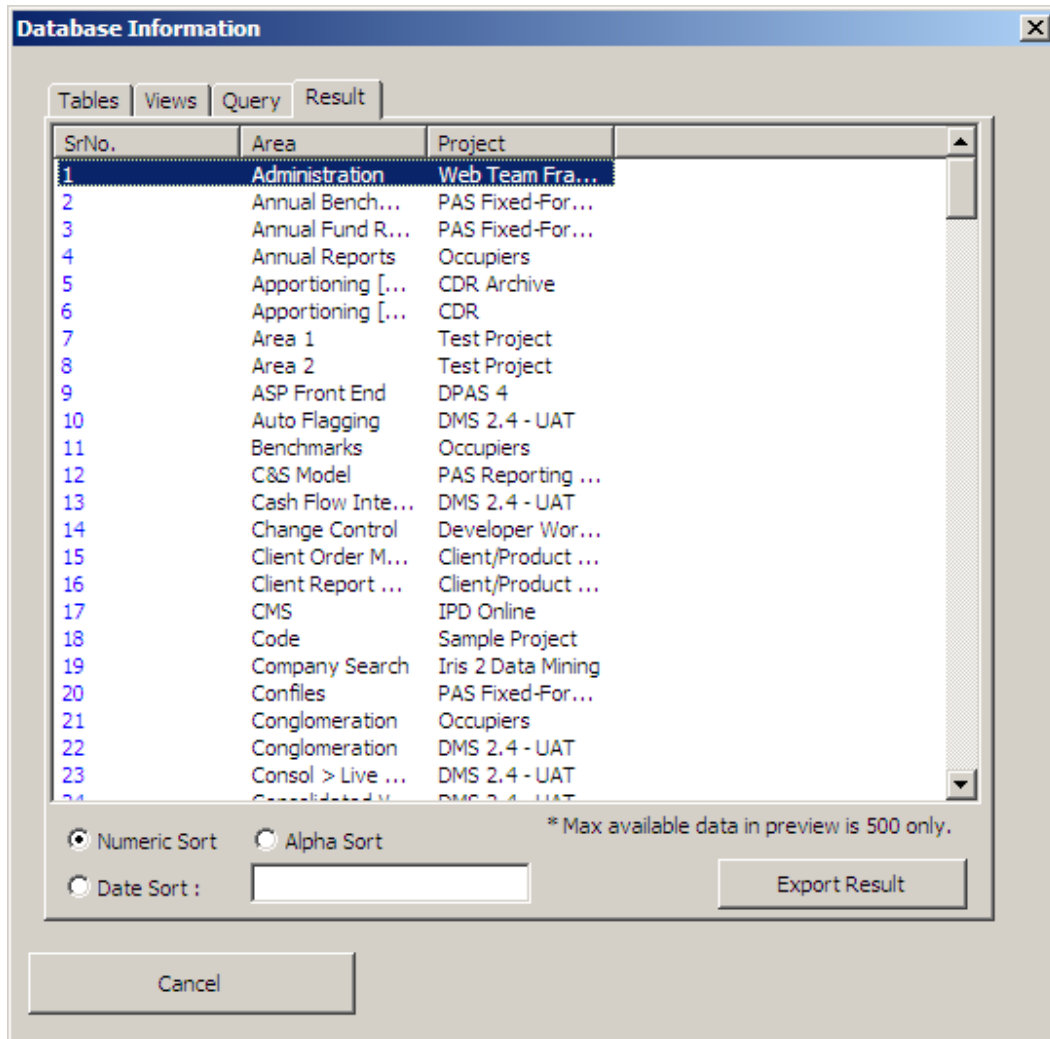 Database Information
Tables Views Query Result
SrNo. Area Project
1 Administration Web Team Fra...
2 Annual Bench... PAS Fixed-For...
3 Annual Fund R... PAS Fixed-For...
4 Annual Reports Occupiers
5 Apportioning [... CDR Archive
6 Apportioning [... CDR
7 Area 1 Test Project
8 Area 2 Test Project
9 ASP Front End DPAS 4
10 Auto Flagging DMS 2.4 - UAT
11 Benchmarks Occupiers
12 C&S Model PAS Reporting ...
13 Cash Flow Inte... DMS 2.4 - UAT
14 Change Control Developer Wor...
15 Client Order M... Client/Product ...
16 Client Report ... Client/Product ...
17 CMS IPD Online
18 Code Sample Project
19 Company Search Iris 2 Data Mining
20 Confiles PAS Fixed-For...
21 Conglomeration Occupiers
22 Conglomeration DMS 2.4 - UAT
23 Consol > Live ... DMS 2.4 - UAT
24 Consolidated V... DMS 2.4 - UAT
* Max available data in preview is 500 only.
Numeric Sort Alpha Sort
Date Sort : Export Result
Cancel